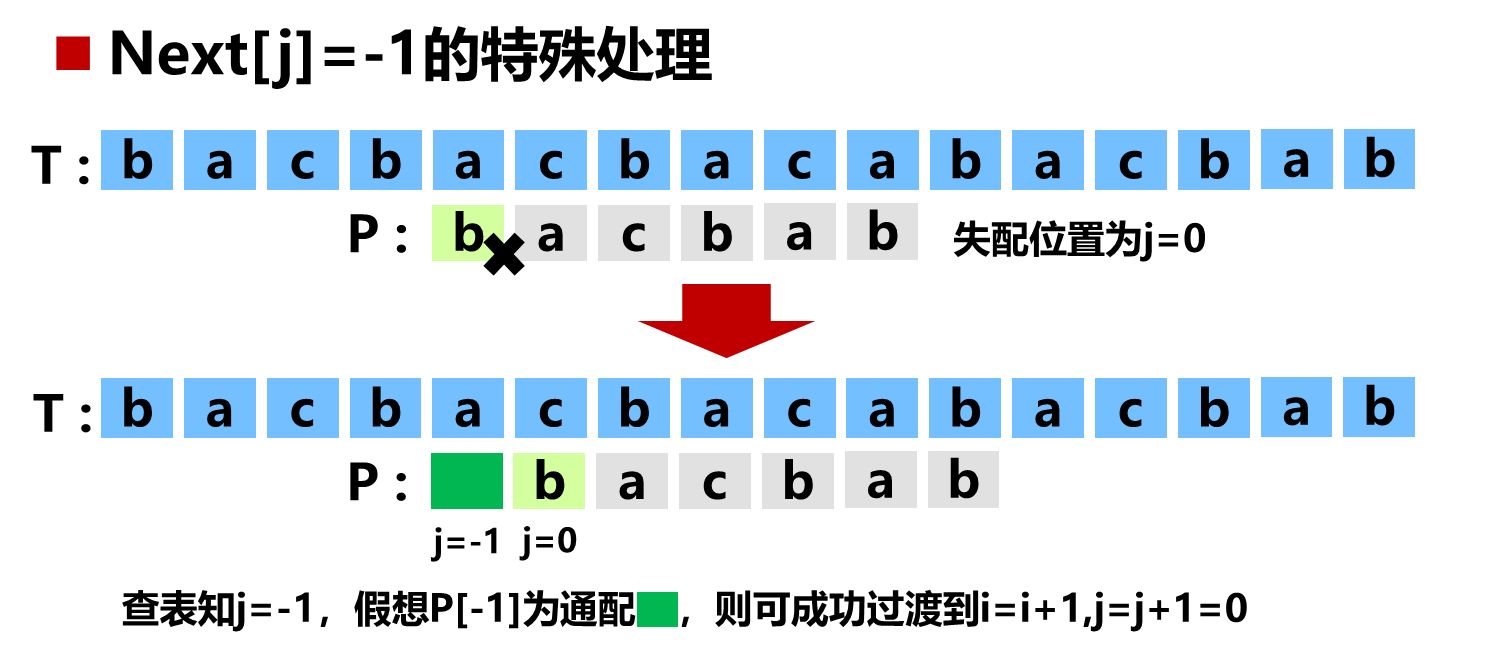 Next[j]=-1的特殊处理
T： b a c b a c b a c a b a c b a b
P： b a c b a b 失配位置为j=0
T： b a c b a c b a c a b a c b a b
P： b a c b a b
j=-1 j=0
查表知j=-1，假想P[-1]为通配 ，则可成功过渡到i=i+1,j=j+1=0